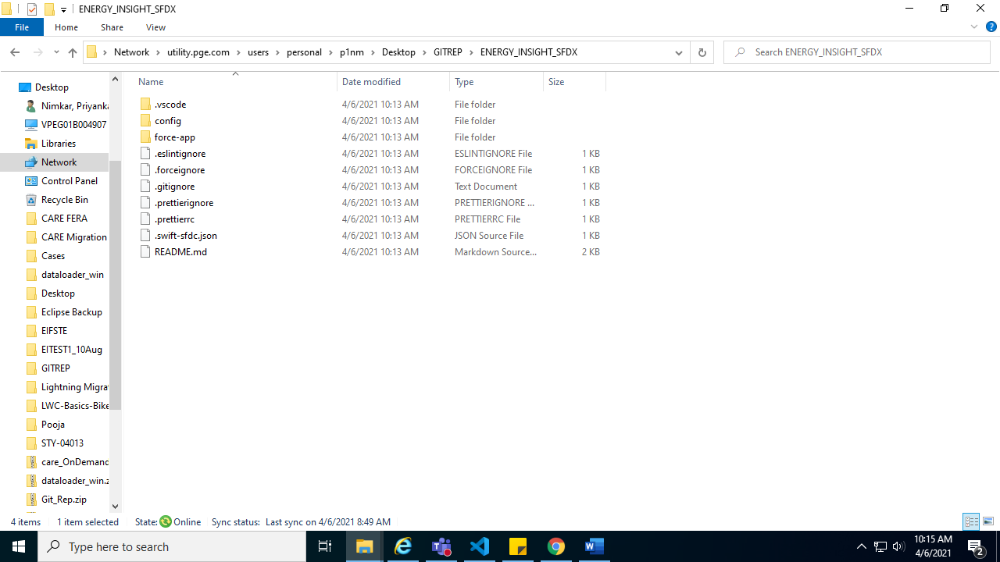 ENERGY_INSIGHT_SFDX
File Home Share View
Network utility.pge.com users personal p1nm Desktop GITREP ENERGY_INSIGHT_SFDX
Search ENERGY_INSIGHT_SFDX
Desktop
Nimkar, Priyanka
VPEG01B004907
Libraries
Network
Control Panel
Recycle Bin
CARE FERA
CARE Migration
Cases
dataloader_win
Desktop
Eclipse Backup
EIFSTE
EITEST1_10Aug
GITREP
Lightning Migrat
LWC-Basics-Bike
Pooja
STY-04013
care_OnDemand
dataloader_win.z
Git_Rep.zip
Name Date modified Type Size
.vscode 4/6/2021 10:13 AM File folder
config 4/6/2021 10:13 AM File folder
force-app 4/6/2021 10:13 AM File folder
.eslintignore 4/6/2021 10:13 AM ESLINTIGNORE File 1 KB
.forceignore 4/6/2021 10:13 AM FORCEIGNORE File 1 KB
.gitignore 4/6/2021 10:13 AM Text Document 1 KB
.prettierignore 4/6/2021 10:13 AM PRETTIERIGNORE ... 1 KB
.prettierrc 4/6/2021 10:13 AM PRETTIERRC File 1 KB
.swift-sfdc.json 4/6/2021 10:13 AM JSON Source File 1 KB
README.md 4/6/2021 10:13 AM Markdown Source... 2 KB
4 items 1 item selected State: Online Sync status: Last sync on 4/6/2021 8:49 AM
Type here to search
10:15 AM
4/6/2021
2